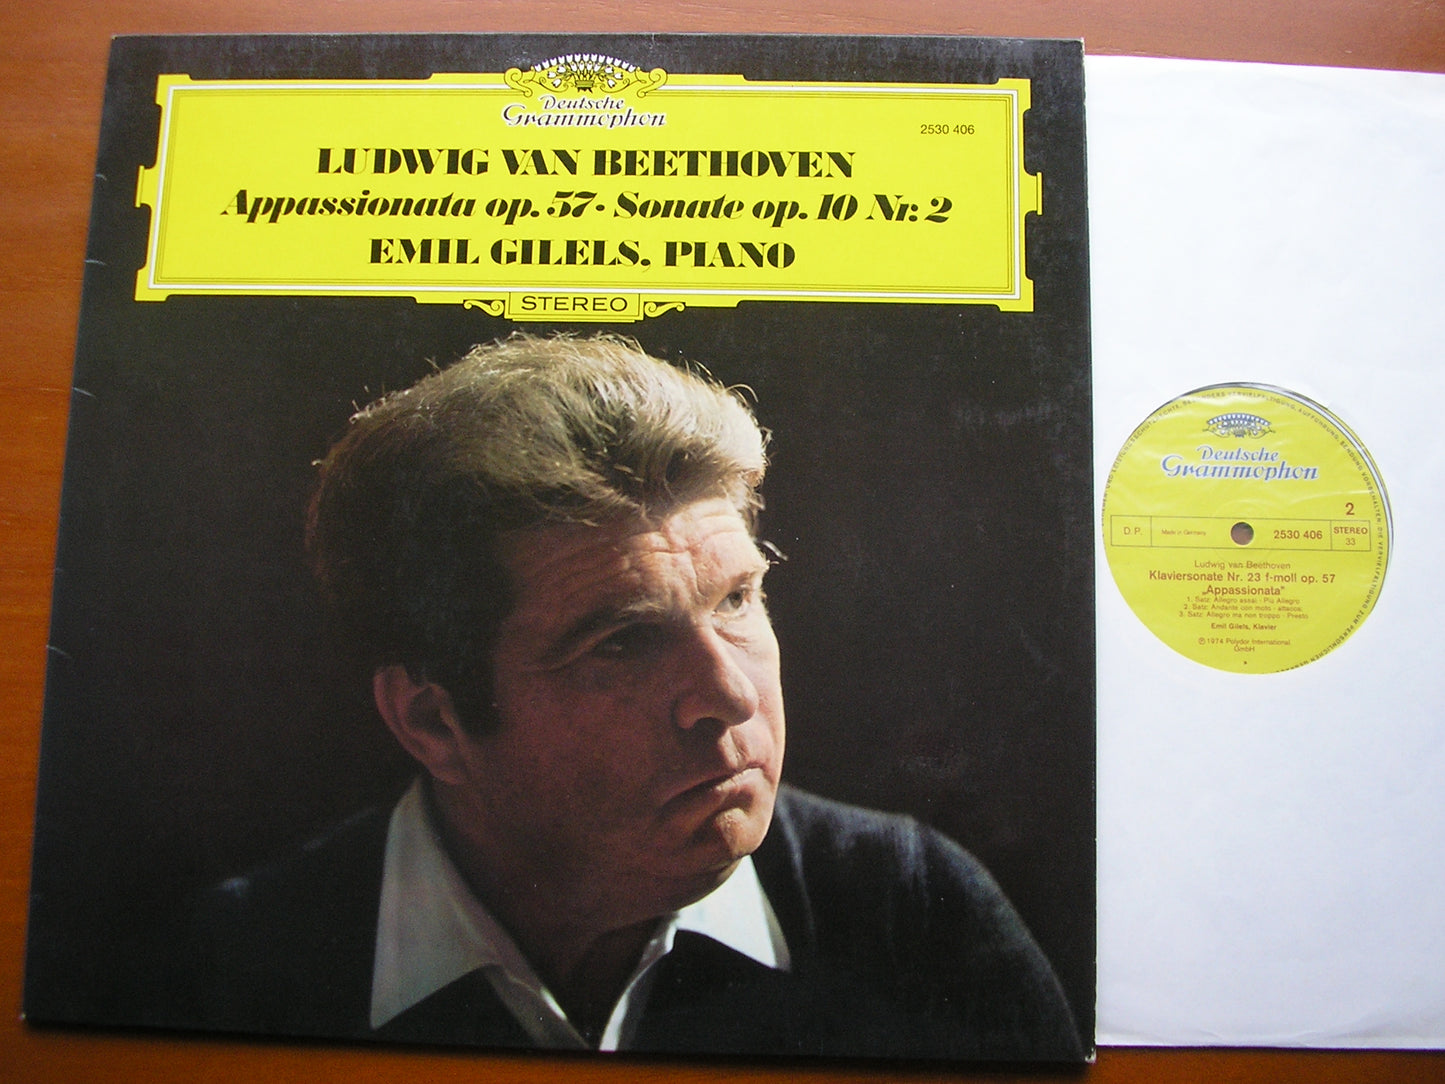 Deutsche
Grammophon
2530 406
LUDWIG VAN BEETHOVEN
Appassionata op. 57 · Sonate op. 10 Nr. 2
EMIL GILELS, PIANO
STEREO
Deutsche
Grammophon
2
D.P.
Made in Germany
2530 406
STEREO
33
Ludwig van Beethoven
Klaviersonate Nr. 23 f-moll op. 57
„Appassionata"
1. Satz: Allegro assai - Più Allegro
2. Satz: Andante con moto - attacca:
3. Satz: Allegro ma non troppo - Presto
Emil Gilels, Klavier
℗ 1974 Polydor International
GmbH